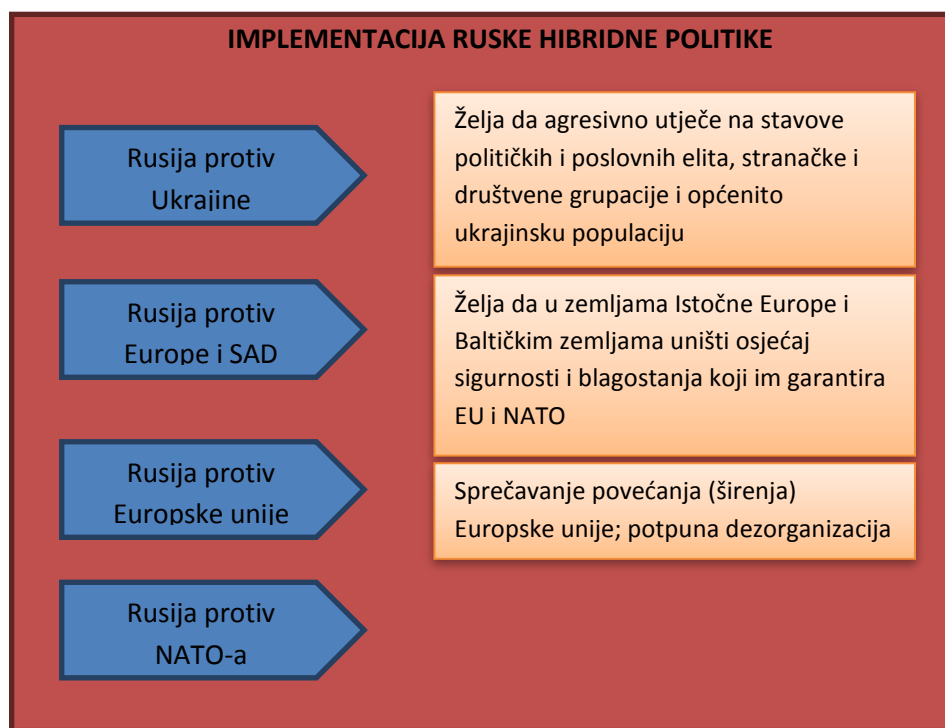 IMPLEMENTACIJA RUSKE HIBRIDNE POLITIKE
Rusija protiv
Ukrajine
Želja da agresivno utječe na stavove
političkih i poslovnih elita, stranačke i
društvene grupacije i općenito
ukrajinsku populaciju
Rusija protiv
Europe i SAD
Želja da u zemljama Istočne Europe i
Baltičkim zemljama uništi osjećaj
sigurnosti i blagostanja koji im garantira
EU i NATO
Rusija protiv
Europske unije
Sprečavanje povećanja (širenja)
Europske unije; potpuna dezorganizacija
Rusija protiv
NATO-a